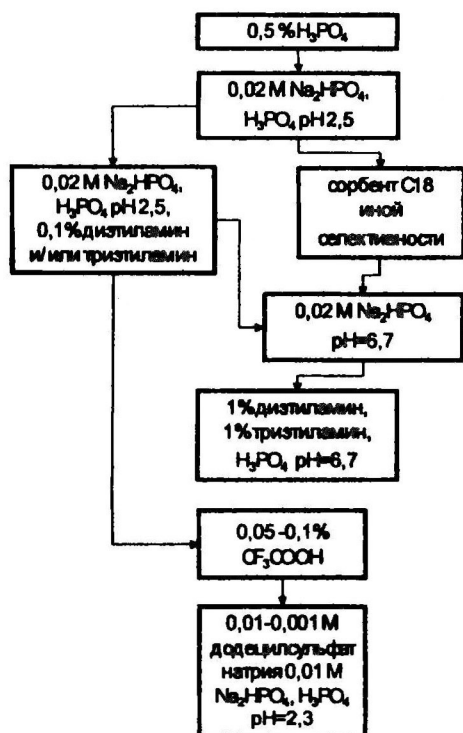 0,5 % H₃PO₄
0,02 M Na₂HPO₄,
H₃PO₄ pH 2,5
0,02 M Na₂HPO₄,
H₃PO₄ pH 2,5,
0,1% диэтиламин
и/или триэтиламин
сорбент C18
иной
селективности
0,02 M Na₂HPO₄
pH=6,7
1% диэтиламин,
1% триэтиламин,
H₃PO₄ pH=6,7
0,05-0,1%
CF₃COOH
0,01-0,001 M
додецилсульфат
натрия 0,01 M
Na₂HPO₄, H₃PO₄
pH=2,3